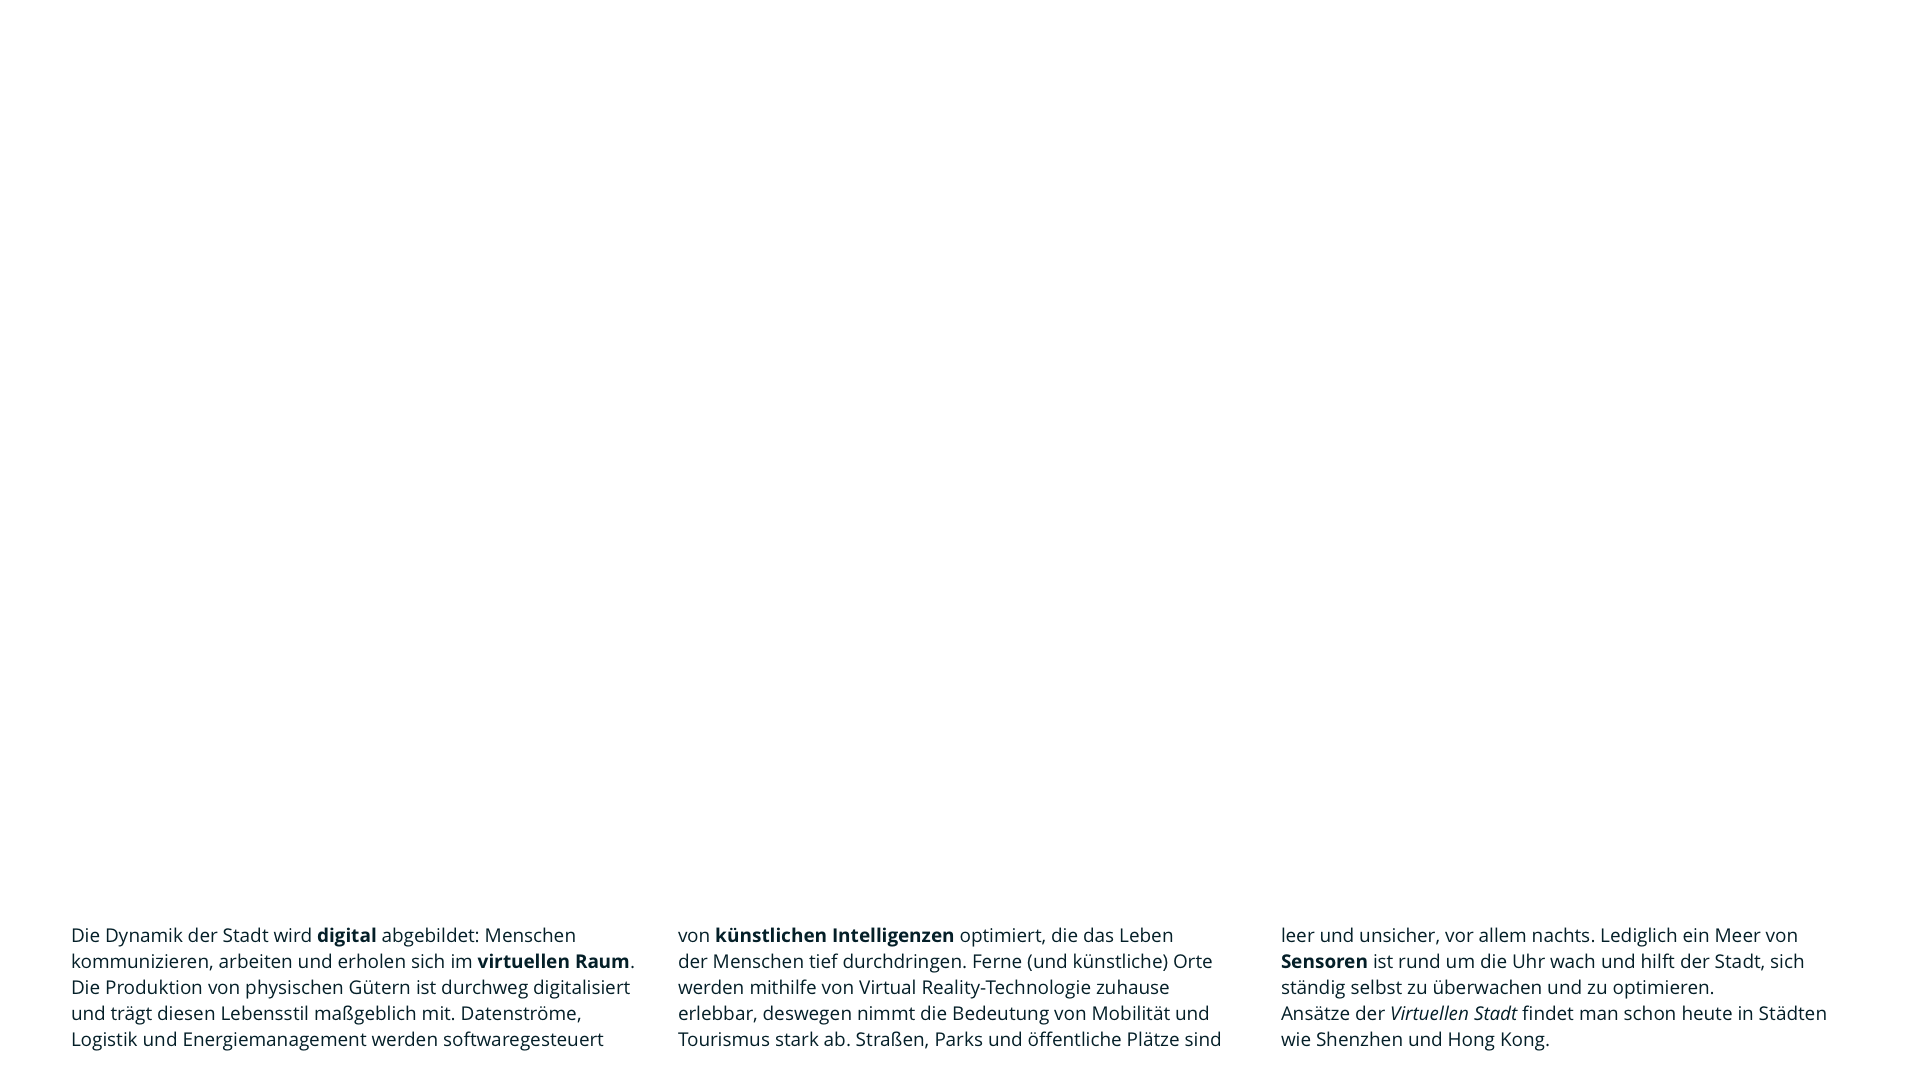 Die Dynamik der Stadt wird digital abgebildet: Menschen
kommunizieren, arbeiten und erholen sich im virtuellen Raum.
Die Produktion von physischen Gütern ist durchweg digitalisiert
und trägt diesen Lebensstil maßgeblich mit. Datenströme,
Logistik und Energiemanagement werden softwaregesteuert
von künstlichen Intelligenzen optimiert, die das Leben
der Menschen tief durchdringen. Ferne (und künstliche) Orte
werden mithilfe von Virtual Reality-Technologie zuhause
erlebbar, deswegen nimmt die Bedeutung von Mobilität und
Tourismus stark ab. Straßen, Parks und öffentliche Plätze sind
leer und unsicher, vor allem nachts. Lediglich ein Meer von
Sensoren ist rund um die Uhr wach und hilft der Stadt, sich
ständig selbst zu überwachen und zu optimieren.
Ansätze der Virtuellen Stadt findet man schon heute in Städten
wie Shenzhen und Hong Kong.